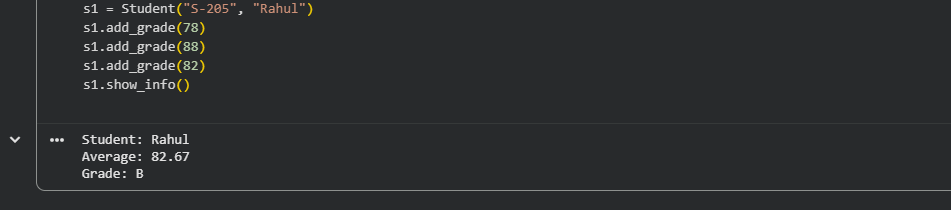 s1 = Student("S-205", "Rahul")
s1.add_grade(78)
s1.add_grade(88)
s1.add_grade(82)
s1.show_info()
Student: Rahul
Average: 82.67
Grade: B